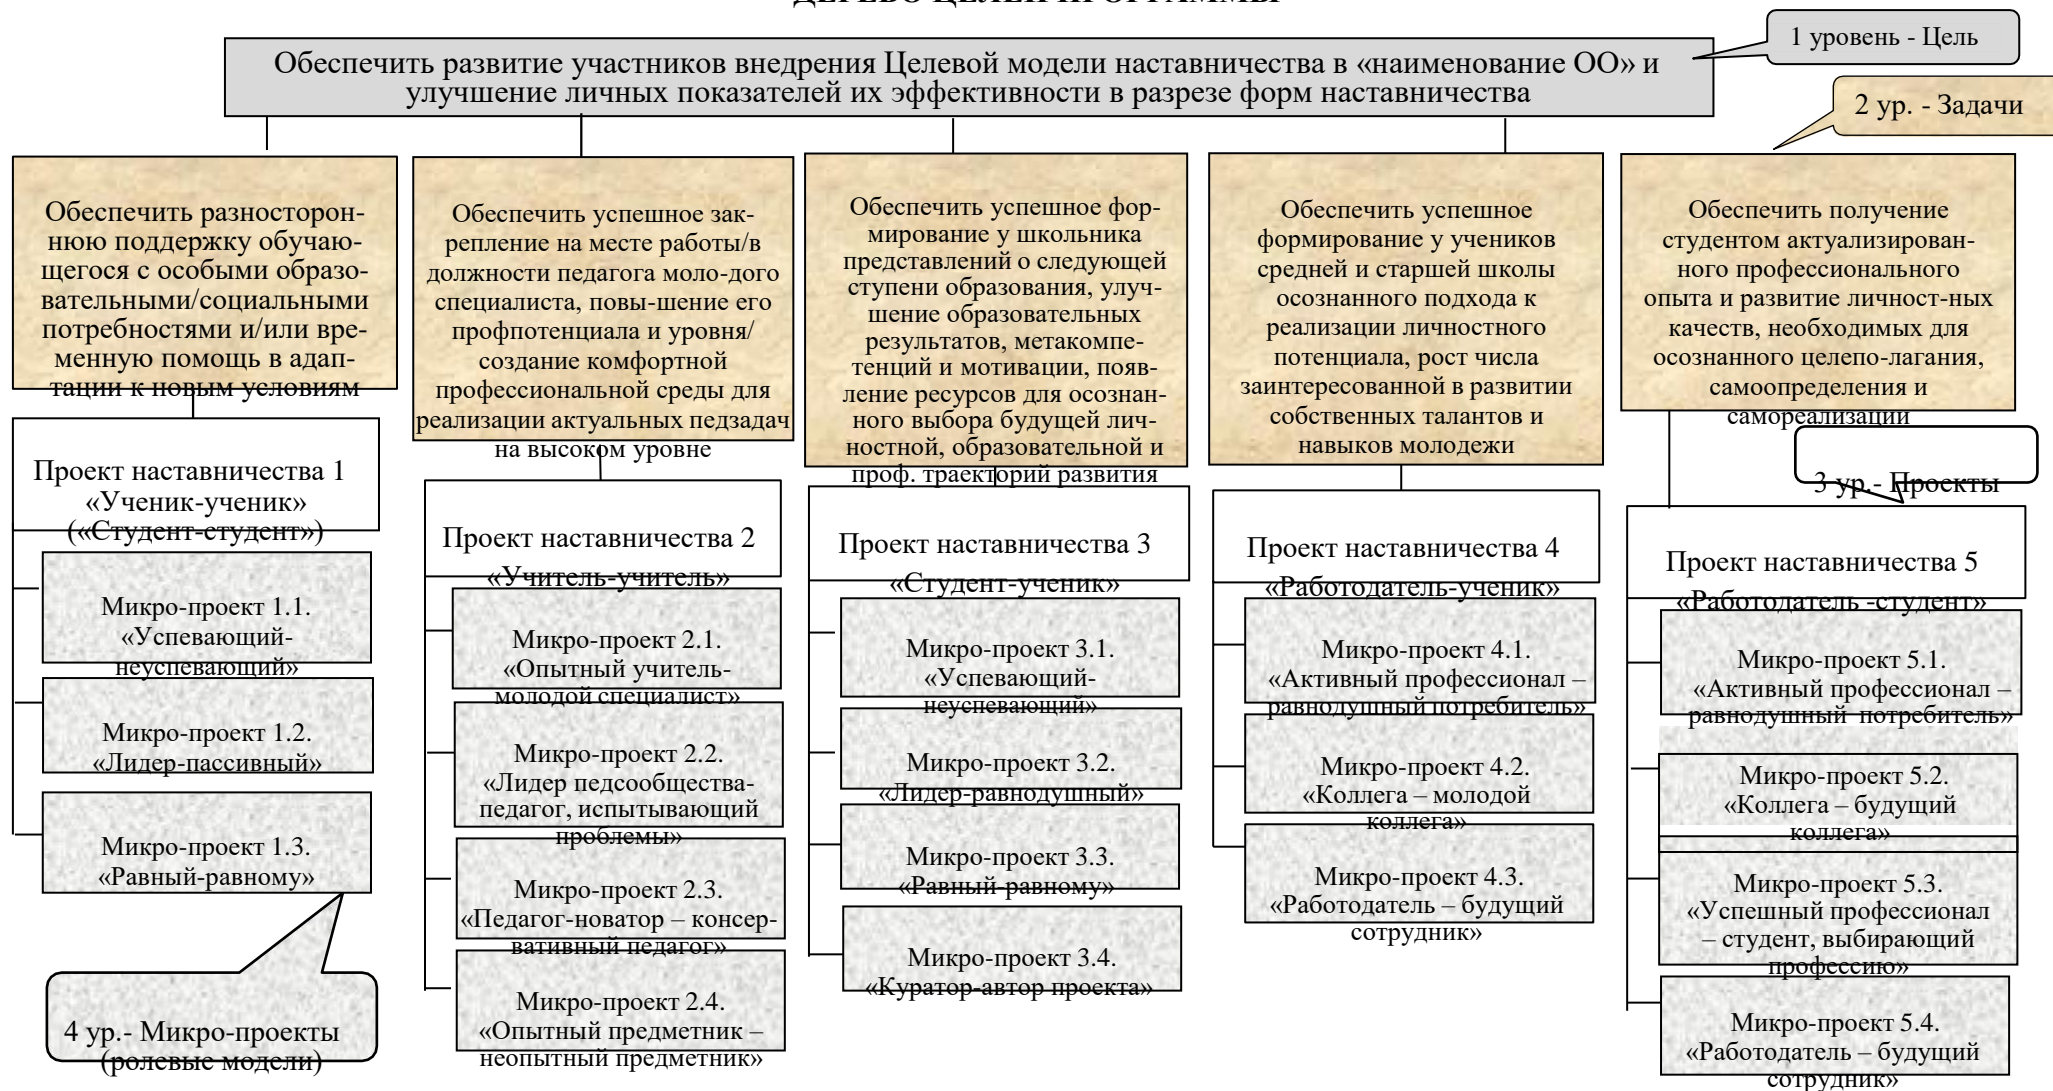 ДЕРЕВО ЦЕЛЕЙ ПРОГРАММЫ
1 уровень - Цель
Обеспечить развитие участников внедрения Целевой модели наставничества в «наименование ОО» и
улучшение личных показателей их эффективности в разрезе форм наставничества
2 ур. - Задачи
Обеспечить разносторон-
нюю поддержку обучаю-
щегося с особыми образо-
вательными/социальными
потребностями и/или вре-
менную помощь в адап-
тации к новым условиям
Обеспечить успешное зак-
репление на месте работы/в
должности педагога моло-дого
специалиста, повы-шение его
профпотенциала и уровня/
создание комфортной
профессиональной среды для
реализации актуальных педзадач
на высоком уровне
Обеспечить успешное фор-
мирование у школьника
представлений о следующей
ступени образования, улуч-
шение образовательных
результатов, метакомпе-
тенций и мотивации, появ-
ление ресурсов для осознан-
ного выбора будущей лич-
ностной, образовательной и
проф. траекторий развития
Обеспечить успешное
формирование у учеников
средней и старшей школы
осознанного подхода к
реализации личностного
потенциала, рост числа
заинтересованной в развитии
собственных талантов и
навыков молодежи
Обеспечить получение
студентом актуализирован-
ного профессионального
опыта и развитие личност-ных
качеств, необходимых для
осознанного целепо-лагания,
самоопределения и
самореализации
3 ур.- Проекты
Проект наставничества 1
«Ученик-ученик»
(«Студент-студент»)
Микро-проект 1.1.
«Успевающий-
неуспевающий»
Микро-проект 1.2.
«Лидер-пассивный»
Микро-проект 1.3.
«Равный-равному»
4 ур.- Микро-проекты
(ролевые модели)
Проект наставничества 2
«Учитель-учитель»
Микро-проект 2.1.
«Опытный учитель-
молодой специалист»
Микро-проект 2.2.
«Лидер педсообщества-
педагог, испытывающий
проблемы»
Микро-проект 2.3.
«Педагог-новатор – консер-
вативный педагог»
Микро-проект 2.4.
«Опытный предметник –
неопытный предметник»
Проект наставничества 3
«Студент-ученик»
Микро-проект 3.1.
«Успевающий-
неуспевающий»
Микро-проект 3.2.
«Лидер-равнодушный»
Микро-проект 3.3.
«Равный-равному»
Микро-проект 3.4.
«Куратор-автор проекта»
Проект наставничества 4
«Работодатель-ученик»
Микро-проект 4.1.
«Активный профессионал –
равнодушный потребитель»
Микро-проект 4.2.
«Коллега – молодой
коллега»
Микро-проект 4.3.
«Работодатель – будущий
сотрудник»
Проект наставничества 5
«Работодатель -студент»
Микро-проект 5.1.
«Активный профессионал –
равнодушный потребитель»
Микро-проект 5.2.
«Коллега – будущий
коллега»
Микро-проект 5.3.
«Успешный профессионал
– студент, выбирающий
профессию»
Микро-проект 5.4.
«Работодатель – будущий
сотрудник»